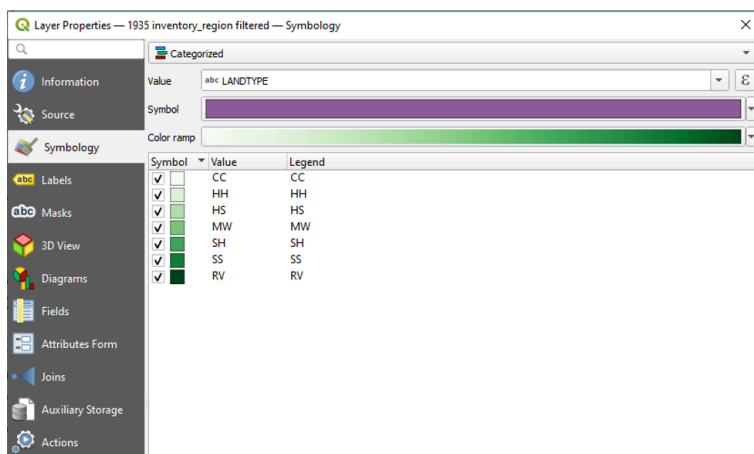 Layer Properties — 1935 inventory_region filtered — Symbology
Categorized
Information
Source
Symbology
abc Labels
abc Masks
3D View
Diagrams
Fields
Attributes Form
Joins
Auxiliary Storage
Actions
Value abc LANDTYPE ε
Symbol
Color ramp
Symbol Value Legend
CC CC
HH HH
HS HS
MW MW
SH SH
SS SS
RV RV